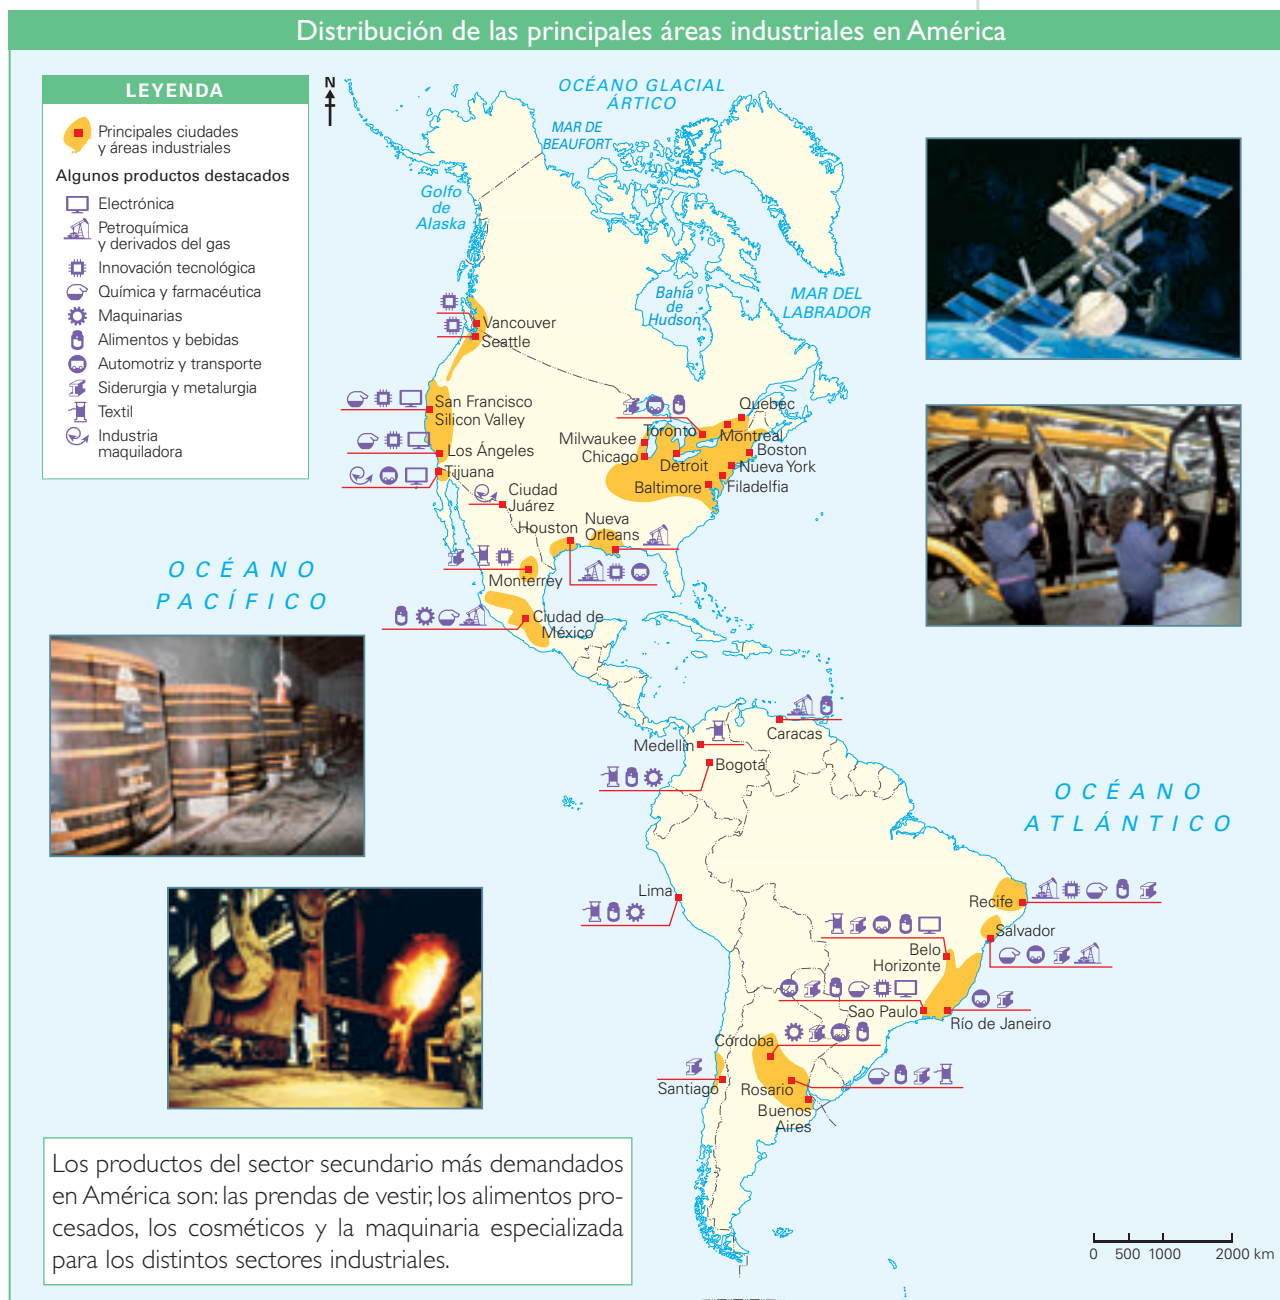 Distribución de las principales áreas industriales en América
LEYENDA
Principales ciudades
y áreas industriales
Algunos productos destacados
Electrónica
Petroquímica
y derivados del gas
Innovación tecnológica
Química y farmacéutica
Maquinarias
Alimentos y bebidas
Automotriz y transporte
Siderurgia y metalurgia
Textil
Industria
maquiladora
N
OCÉANO GLACIAL
ÁRTICO
MAR DE
BEAUFORT
Golfo
de
Alaska
Bahía
de
Hudson
MAR DEL
LABRADOR
Vancouver
Seattle
San Francisco
Silicon Valley
Los Ángeles
Tijuana
Ciudad
Juárez
Quebec
Toronto
Montreal
Milwaukee
Chicago
Detroit
Boston
Nueva York
Baltimore
Filadelfia
Houston
Nueva
Orleans
Monterrey
Ciudad de
México
OCÉANO
PACÍFICO
Caracas
Medellín
Bogotá
OCÉANO
ATLÁNTICO
Lima
Recife
Salvador
Belo
Horizonte
Sao Paulo
Río de Janeiro
Córdoba
Santiago
Rosario
Buenos
Aires
Los productos del sector secundario más demandados
en América son: las prendas de vestir, los alimentos pro-
cesados, los cosméticos y la maquinaria especializada
para los distintos sectores industriales.
0 500 1000 2000 km